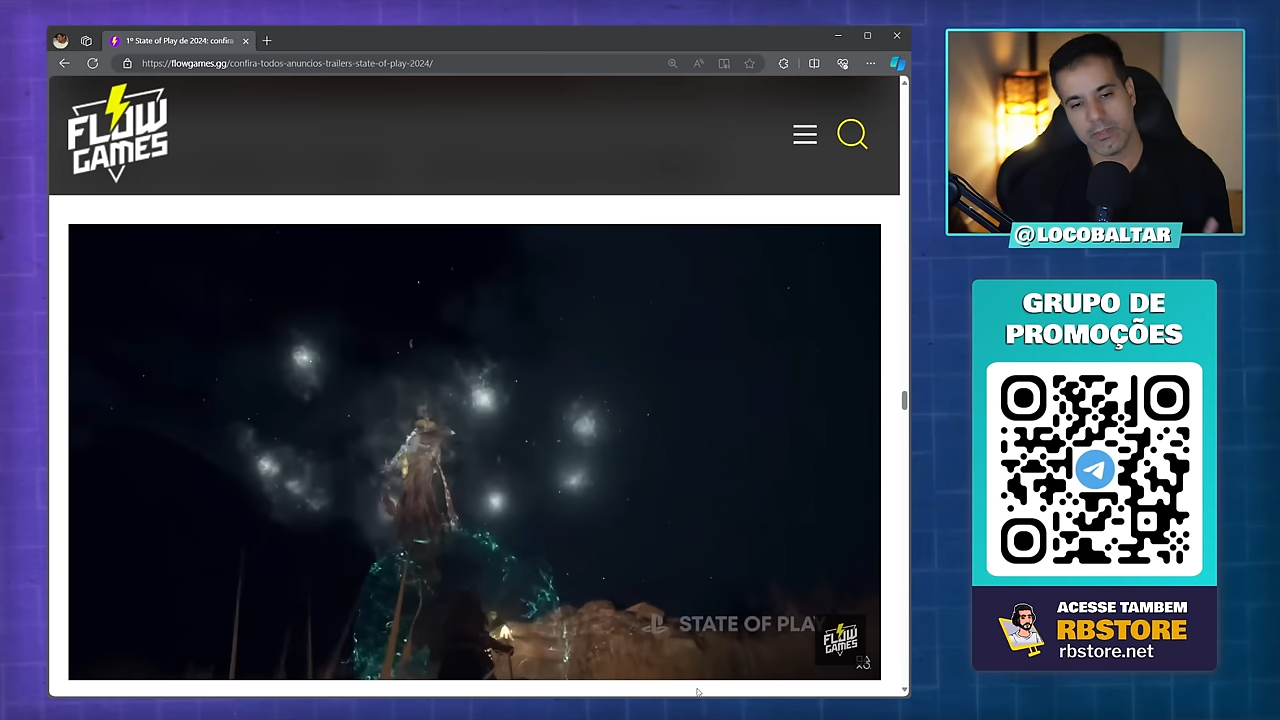 1º State of Play de 2024: confira
https://flowgames.gg/confira-todos-anuncios-trailers-state-of-play-2024/
FLOW
GAMES
STATE OF PLAY
FLOW
GAMES
@LOCOBALTAR
GRUPO DE
PROMOÇÕES
ACESSE TAMBEM
RBSTORE
rbstore.net